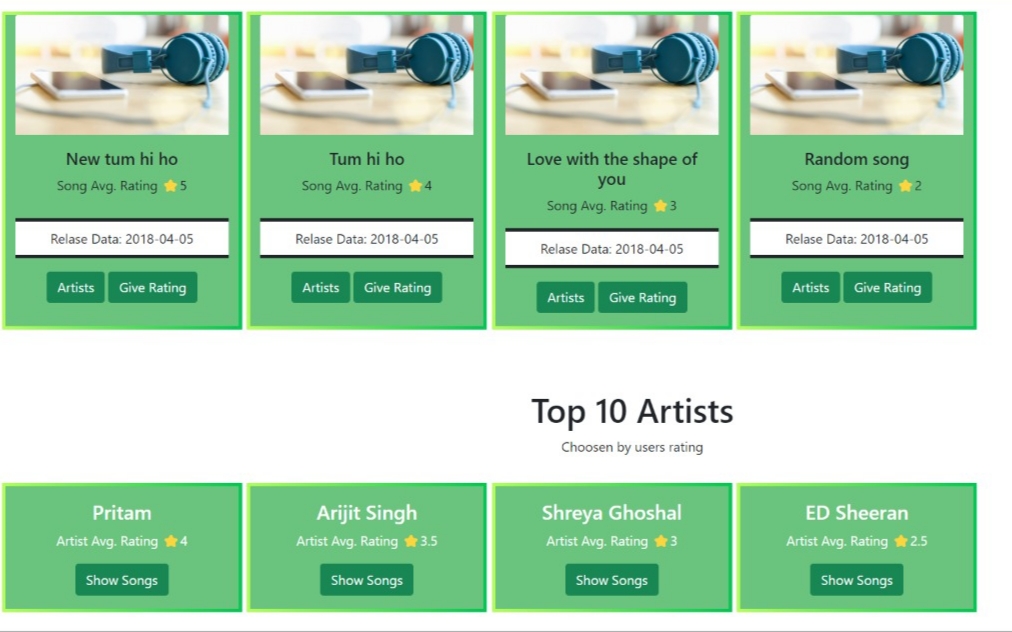 New tum hi ho
Song Avg. Rating ⭐5
Relase Data: 2018-04-05
Artists Give Rating
Tum hi ho
Song Avg. Rating ⭐4
Relase Data: 2018-04-05
Artists Give Rating
Love with the shape of
you
Song Avg. Rating ⭐3
Relase Data: 2018-04-05
Artists Give Rating
Random song
Song Avg. Rating ⭐2
Relase Data: 2018-04-05
Artists Give Rating
Top 10 Artists
Choosen by users rating
Pritam
Artist Avg. Rating ⭐4
Show Songs
Arijit Singh
Artist Avg. Rating ⭐3.5
Show Songs
Shreya Ghoshal
Artist Avg. Rating ⭐3
Show Songs
ED Sheeran
Artist Avg. Rating ⭐2.5
Show Songs